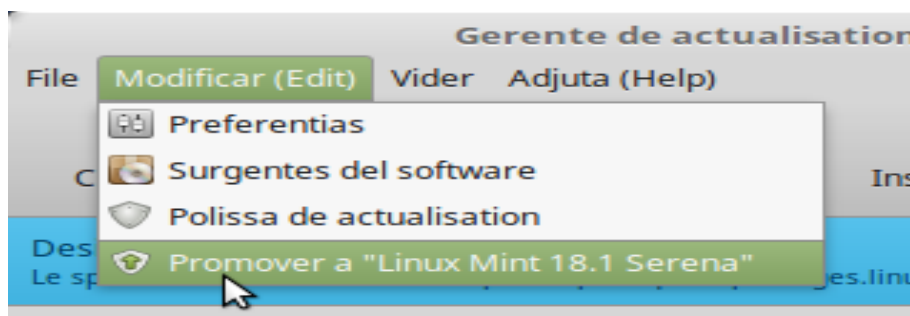 Gerente de actualisation
File Modificar (Edit) Vider Adjuta (Help)
Preferentias
Surgentes del software
C Ins
Polissa de actualisation
Des
Promover a "Linux Mint 18.1 Serena"
Le sp ges.linu